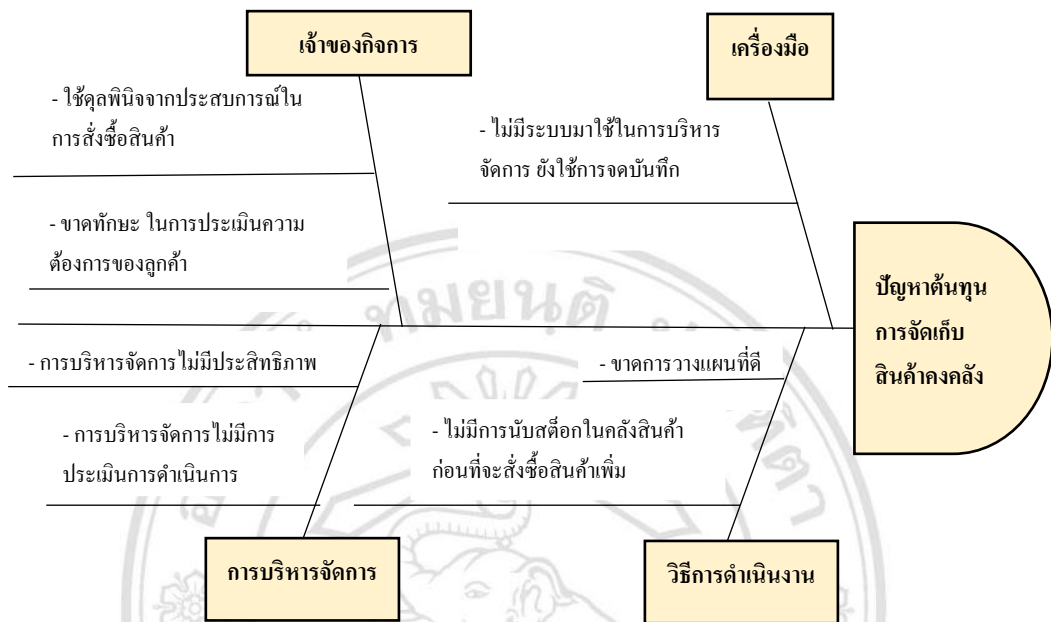 เจ้าของกิจการ
เครื่องมือ
- ใช้ดุลพินิจจากประสบการณ์ใน
การสั่งซื้อสินค้า
- ไม่มีระบบมาใช้ในการบริหาร
จัดการ ยังใช้การจดบันทึก
- ขาดทักษะ ในการประเมินความ
ต้องการของลูกค้า
ปัญหาต้นทุน
การจัดเก็บ
สินค้าคงคลัง
- การบริหารจัดการไม่มีประสิทธิภาพ
- ขาดการวางแผนที่ดี
- การบริหารจัดการไม่มีการ
ประเมินการดำเนินการ
- ไม่มีการนับสต็อกในคลังสินค้า
ก่อนที่จะสั่งซื้อสินค้าเพิ่ม
การบริหารจัดการ
วิธีการดำเนินงาน